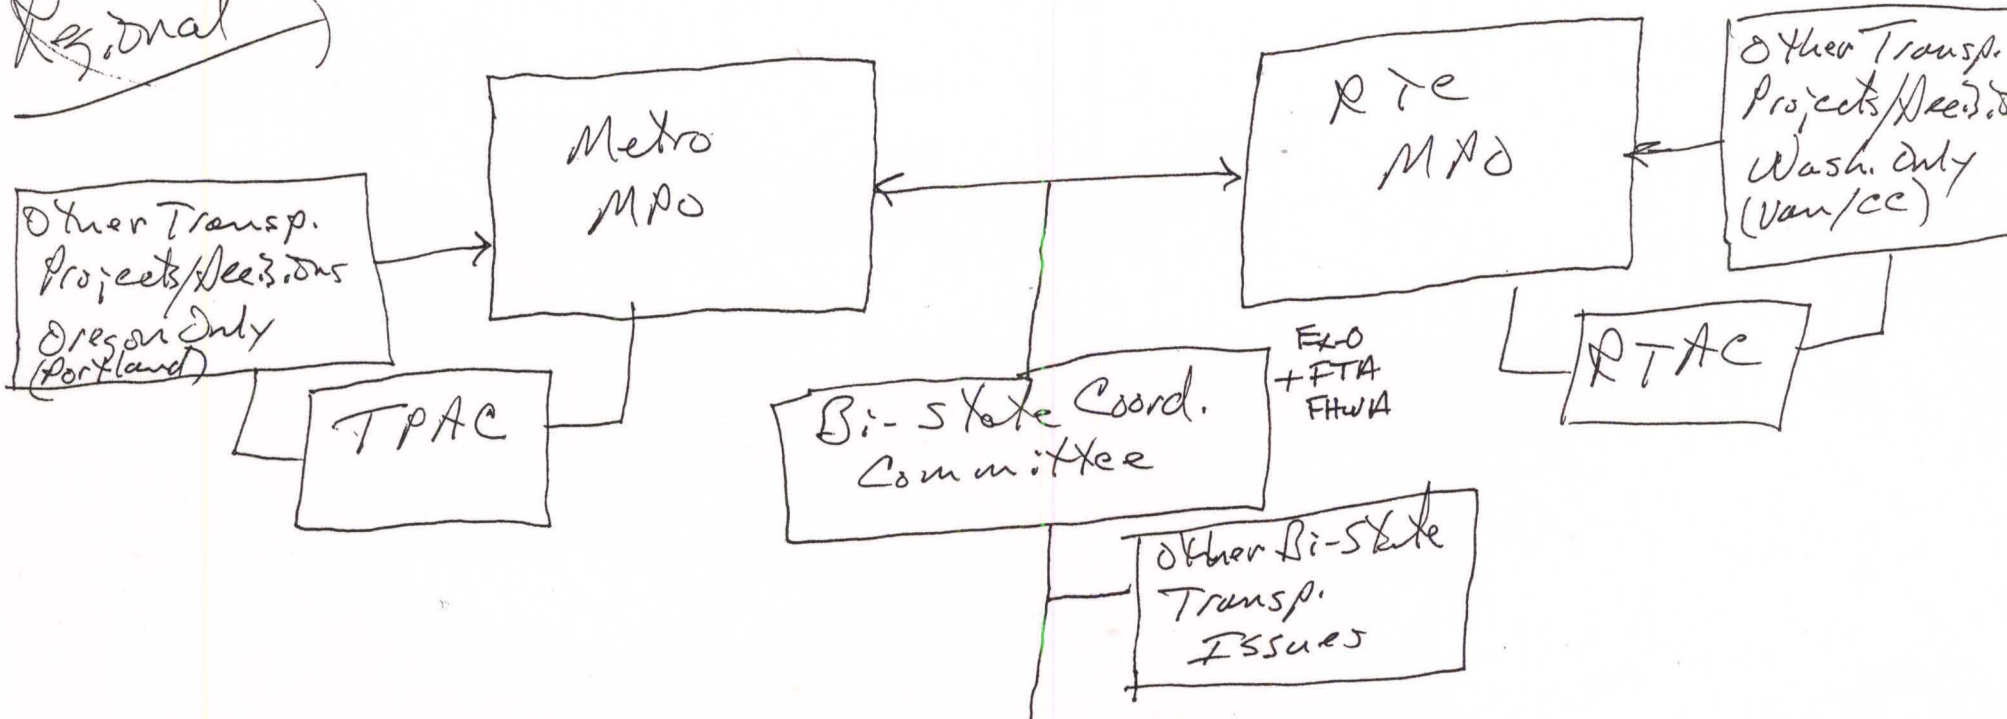 Regional
Metro
MPO
RTC
MPO
Other Transp.
Projects/Decisio
Wash. Only
(Van/CC)
Other Transp.
Projects/Decisions
Oregon Only
(Portland)
TPAC
Bi-State Coord.
Committee
Ex-O
+ FTA
FHWA
RTAC
Other Bi-State
Transp.
Issues